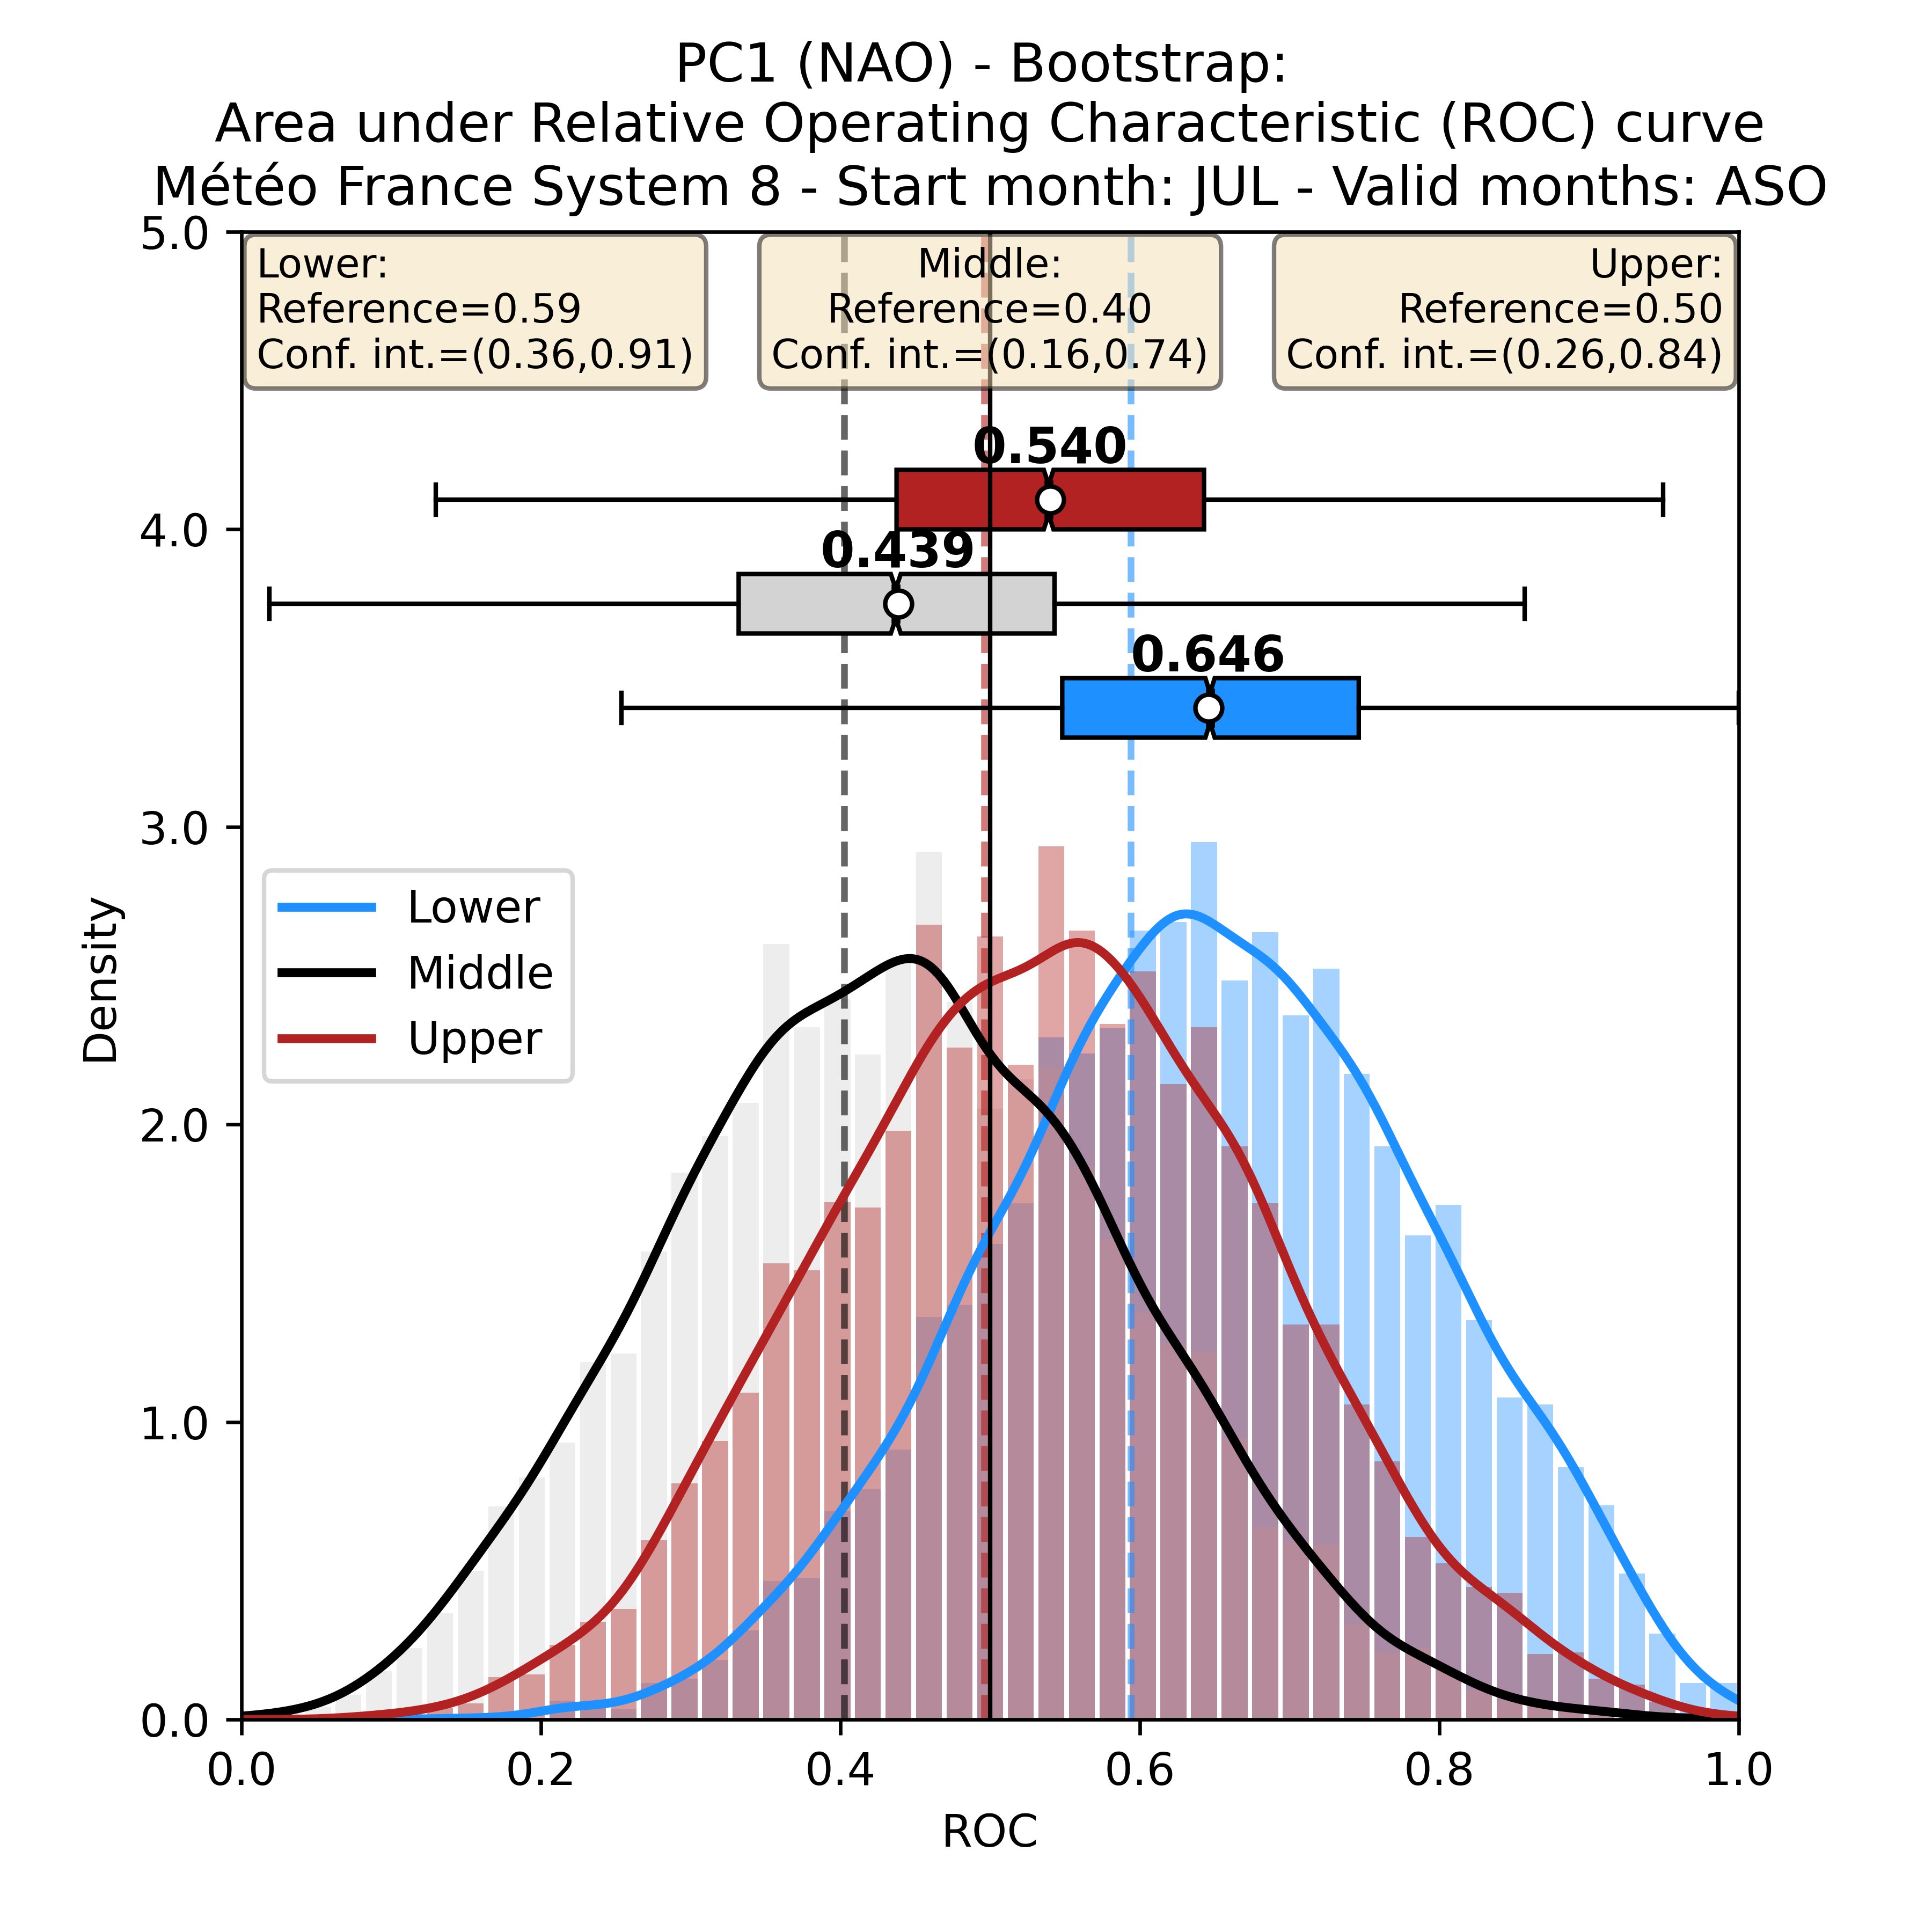 PC1 (NAO) - Bootstrap:
Area under Relative Operating Characteristic (ROC) curve
Météo France System 8 - Start month: JUL - Valid months: ASO
5.0
Lower:
Reference=0.59
Conf. int.=(0.36,0.91)
Middle:
Reference=0.40
Conf. int.=(0.16,0.74)
Upper:
Reference=0.50
Conf. int.=(0.26,0.84)
0.540
4.0
0.439
0.646
3.0
Lower
Middle
Upper
Density
2.0
1.0
0.0
0.0 0.2 0.4 0.6 0.8 1.0
ROC